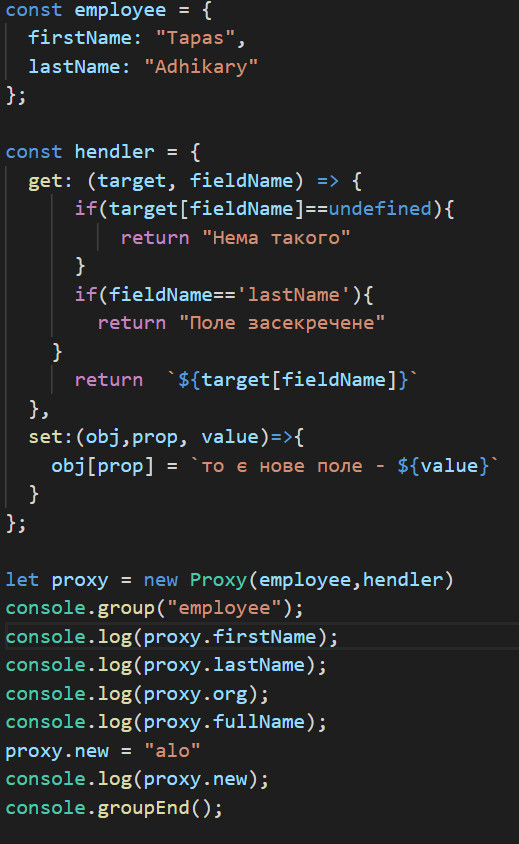 const employee = {
  firstName: "Tapas",
  lastName: "Adhikary"
};

const hendler = {
  get: (target, fieldName) => {
      if(target[fieldName]==undefined){
          return "Нема такого"
      }
      if(fieldName=='lastName'){
        return "Поле засекречене"
    }
      return  `${target[fieldName]}`
  },
  set:(obj,prop, value)=>{
    obj[prop] = `то є нове поле - ${value}`
  }
};

let proxy = new Proxy(employee,hendler)
console.group("employee");
console.log(proxy.firstName);
console.log(proxy.lastName);
console.log(proxy.org);
console.log(proxy.fullName);
proxy.new = "alo"
console.log(proxy.new);
console.groupEnd();